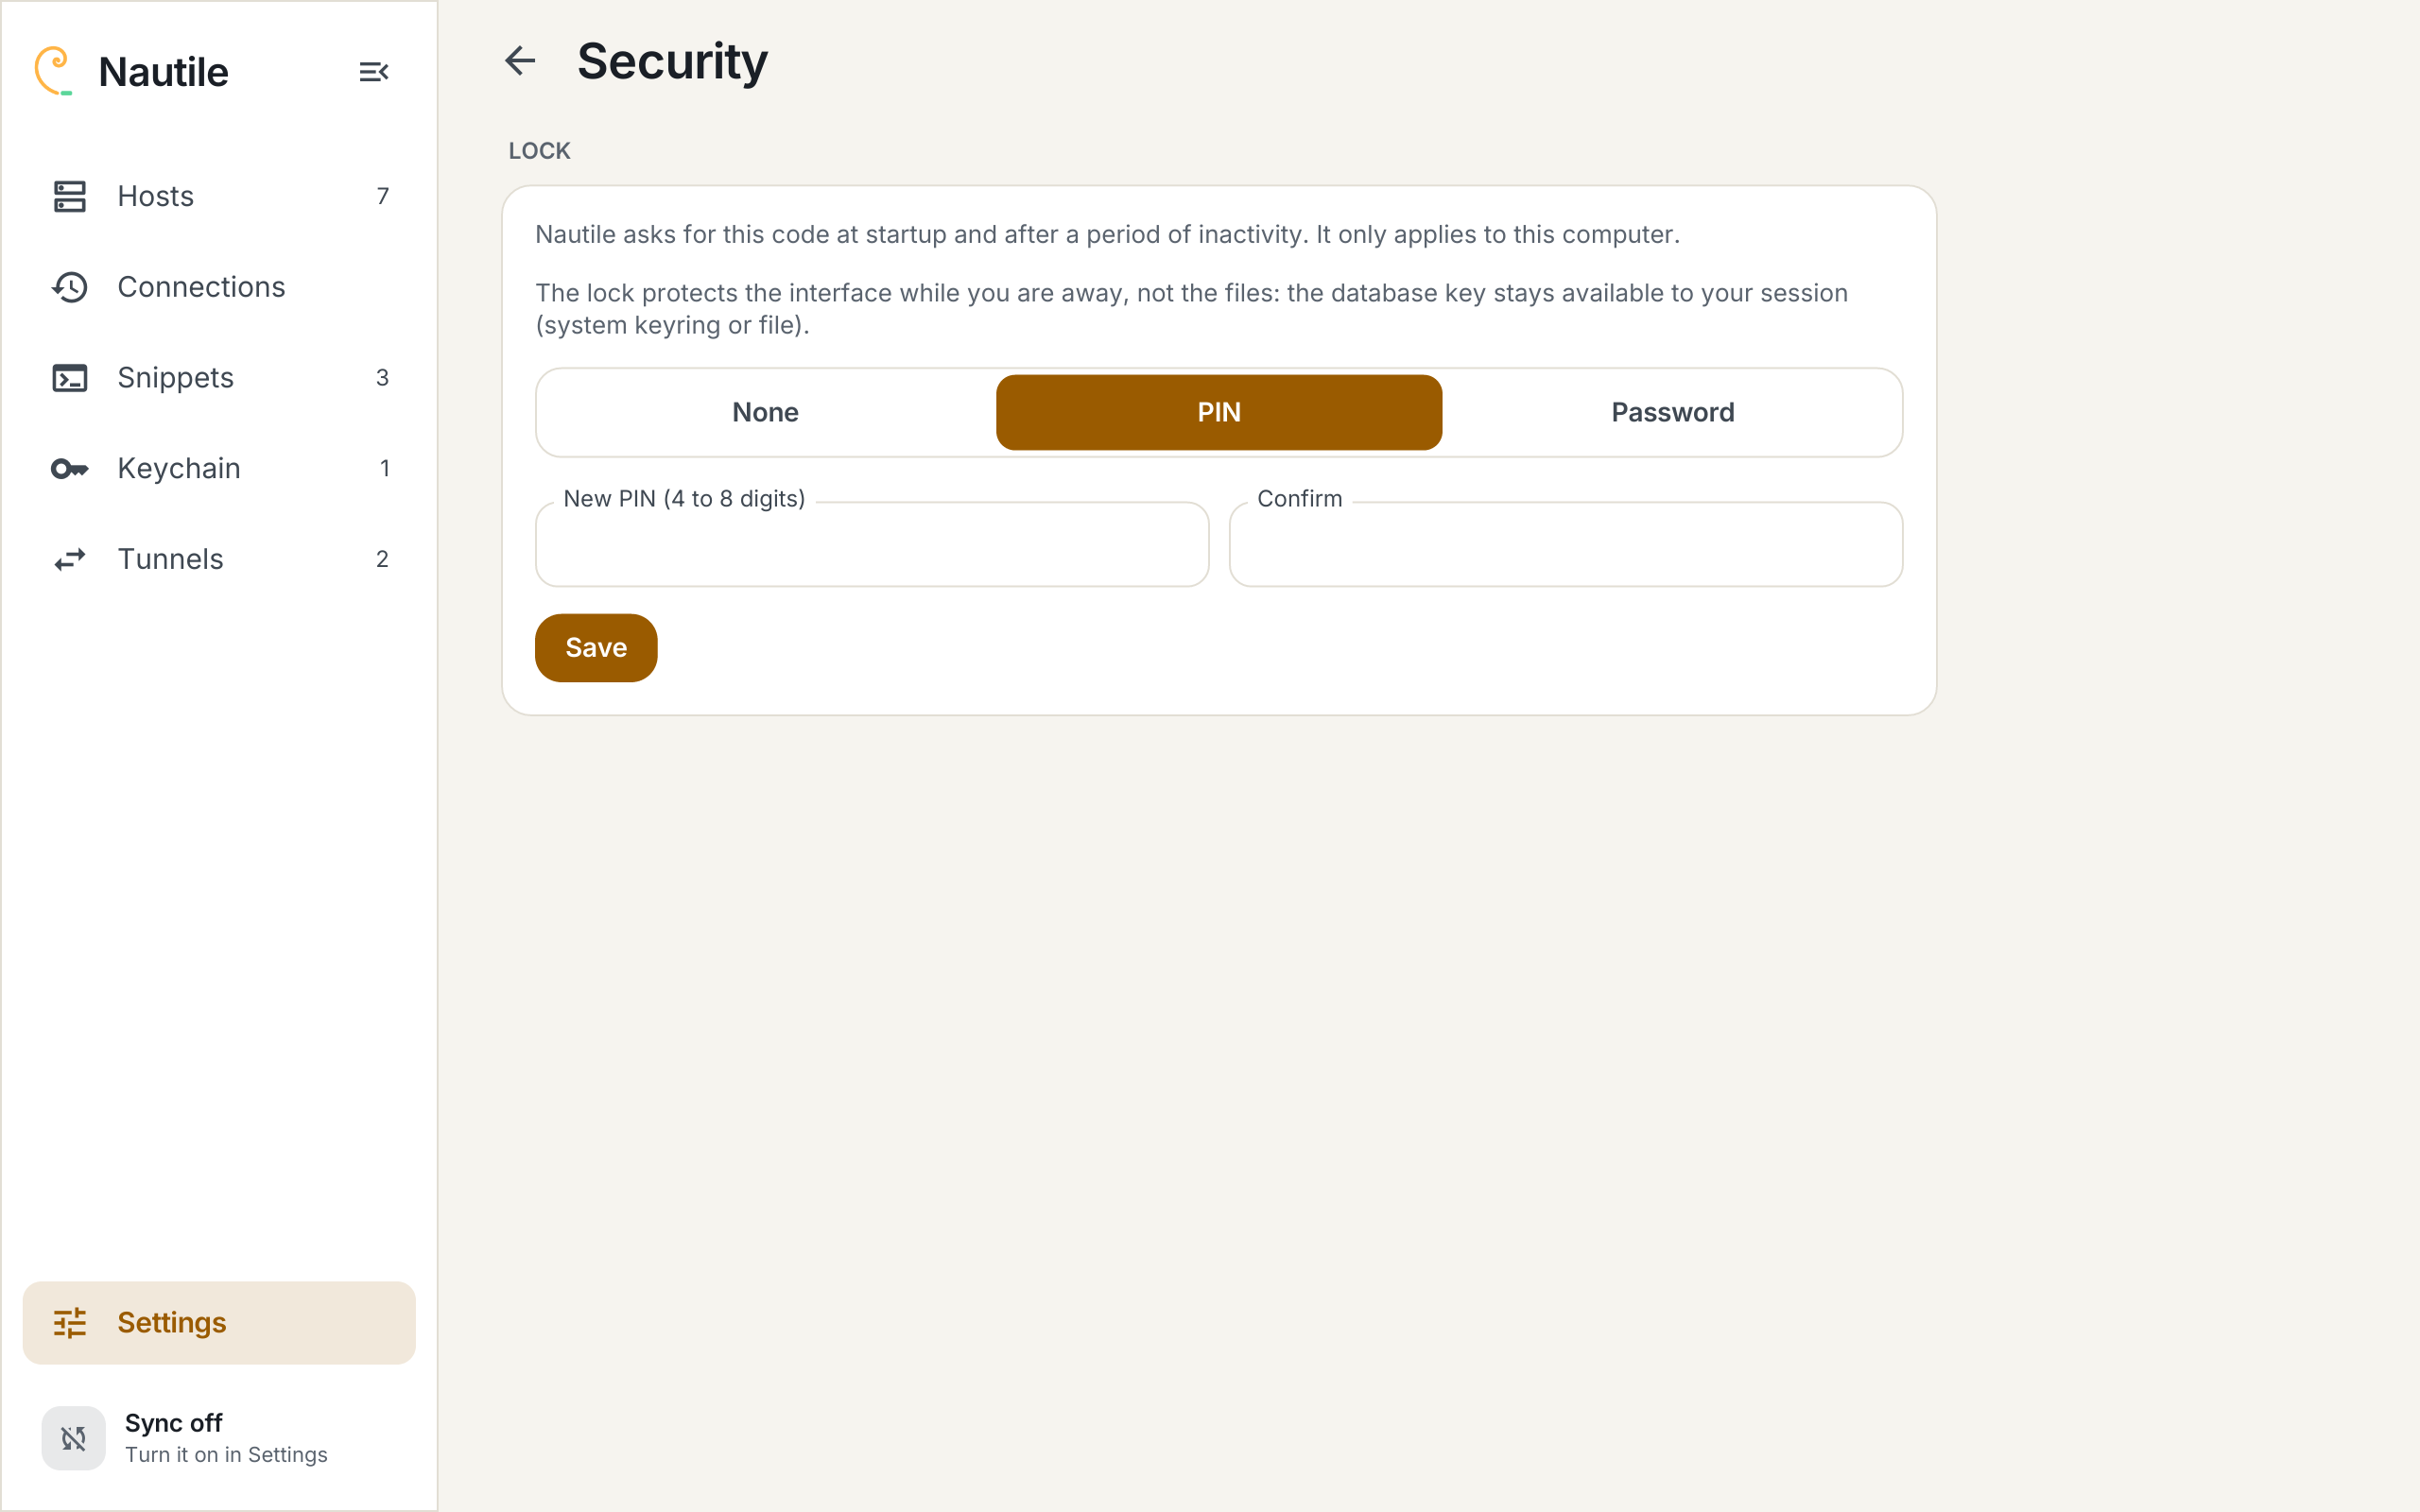 Nautile
Hosts 7
Connections
Snippets 3
Keychain 1
Tunnels 2
Settings
Sync off
Turn it on in Settings
Security
LOCK
Nautile asks for this code at startup and after a period of inactivity. It only applies to this computer.
The lock protects the interface while you are away, not the files: the database key stays available to your session
(system keyring or file).
None PIN Password
New PIN (4 to 8 digits) Confirm
Save